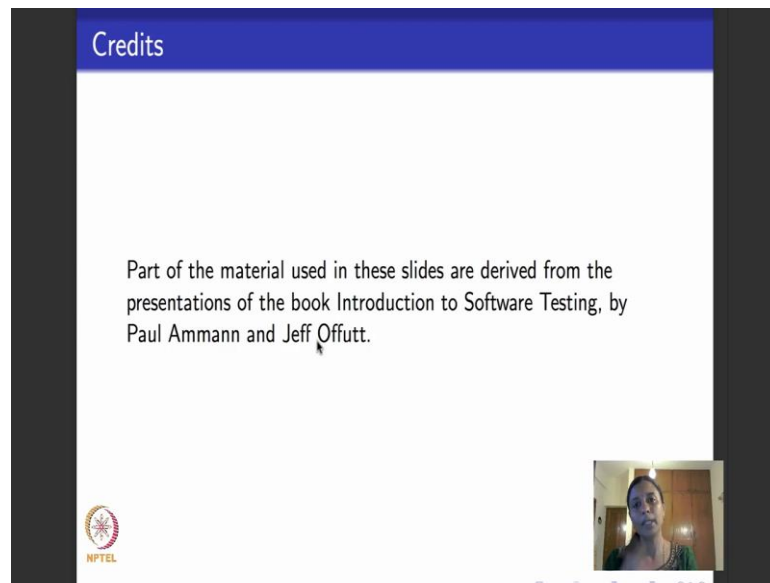 Credits
Part of the material used in these slides are derived from the
presentations of the book Introduction to Software Testing, by
Paul Ammann and Jeff Offutt.
NPTEL